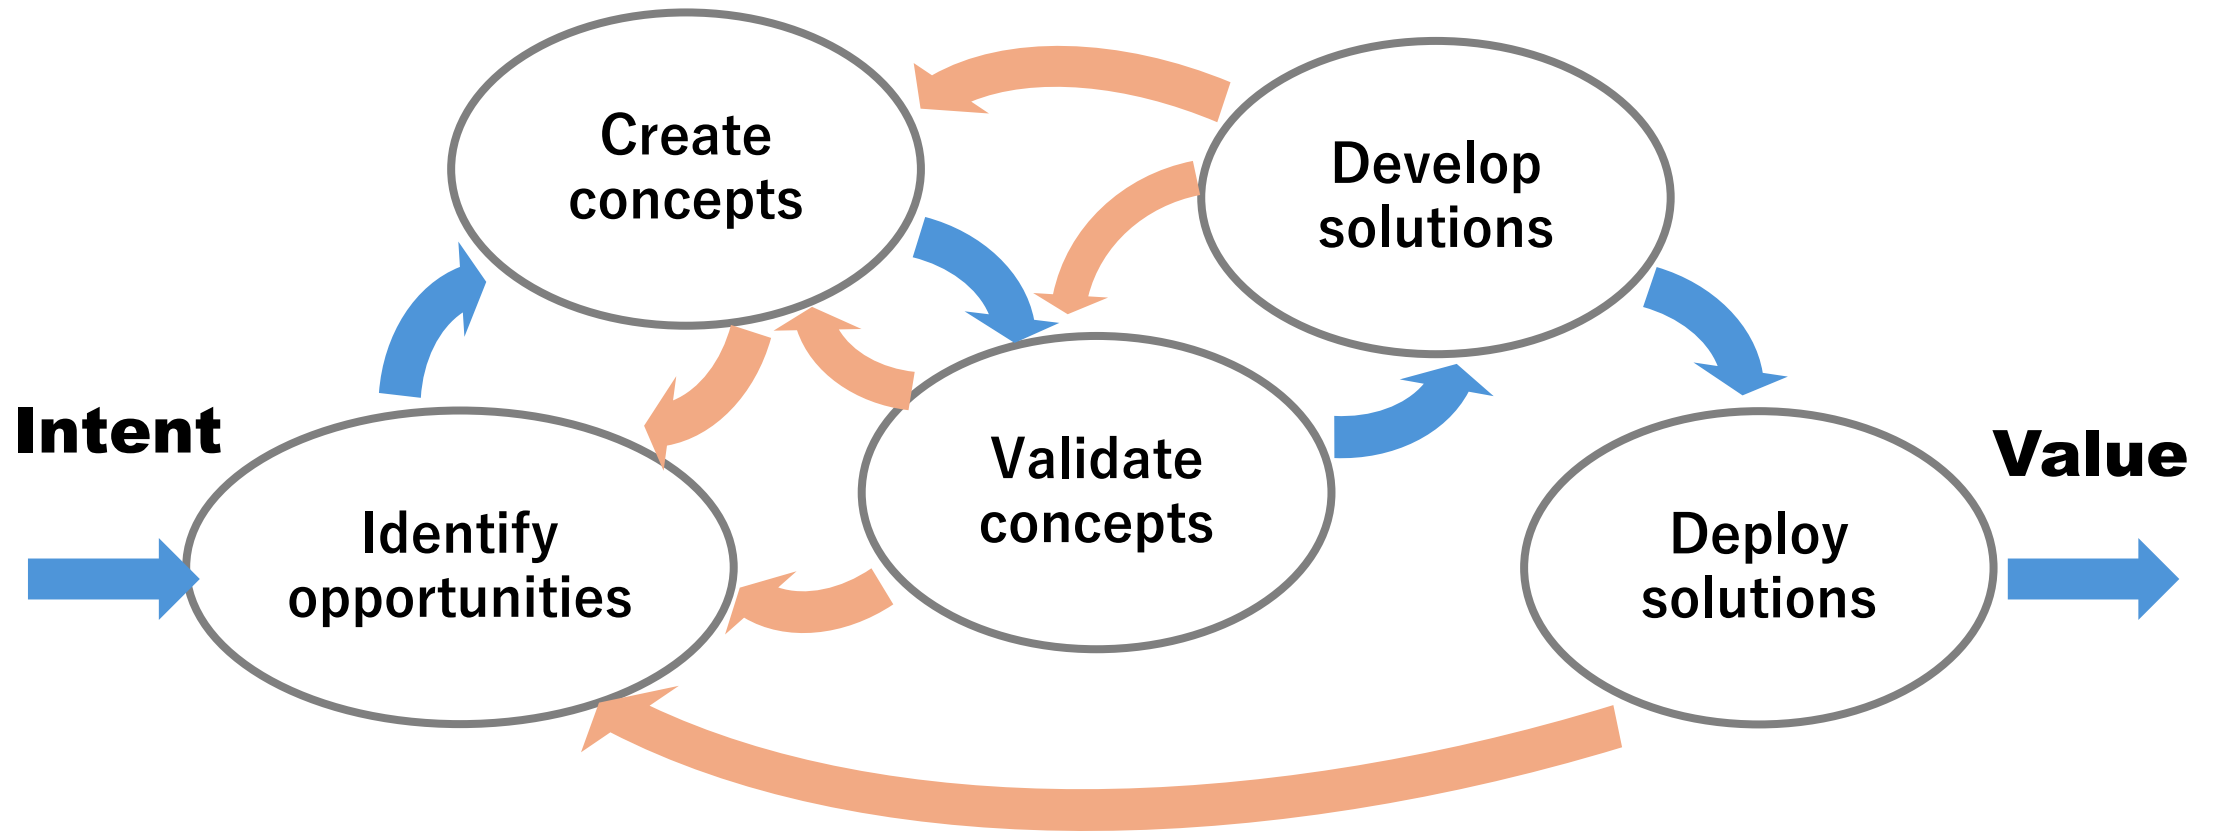 Intent
Identify
opportunities
Create
concepts
Validate
concepts
Develop
solutions
Deploy
solutions
Value